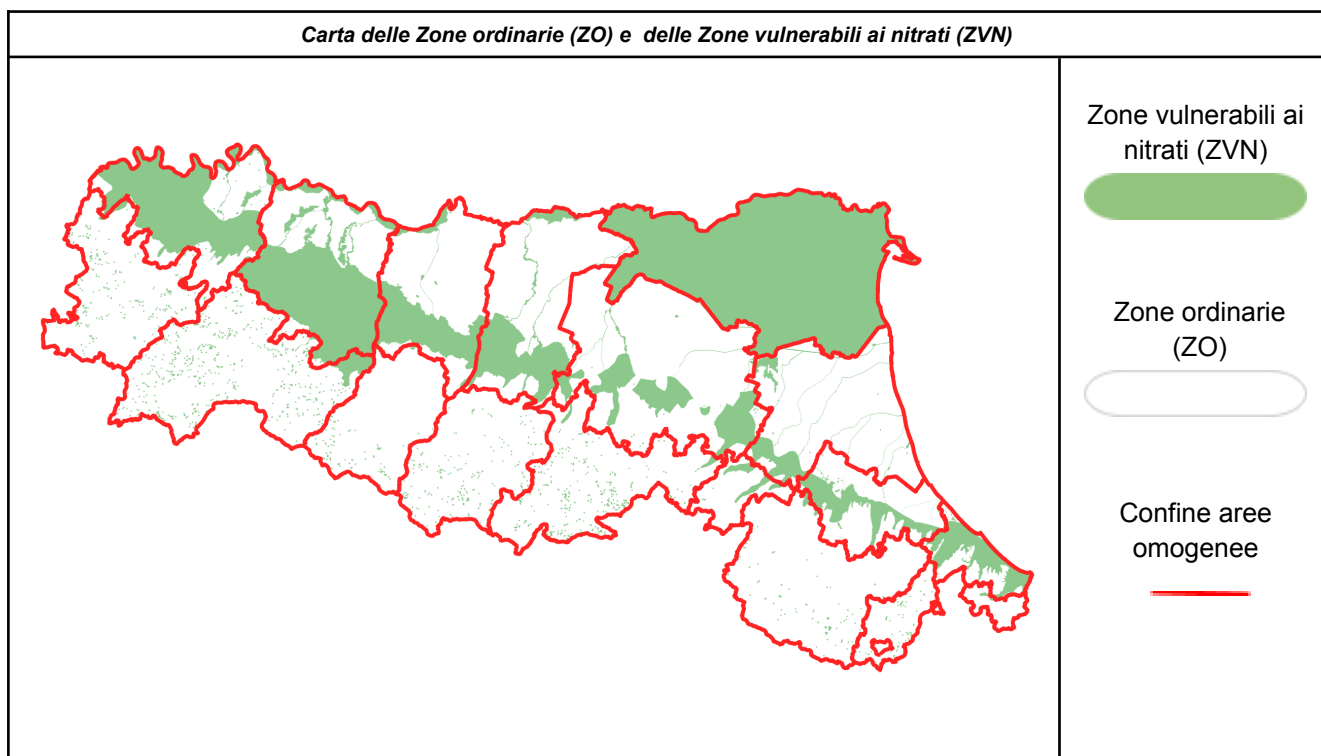 Carta delle Zone ordinarie (ZO) e delle Zone vulnerabili ai nitrati (ZVN)
Zone vulnerabili ai
nitrati (ZVN)
Zone ordinarie
(ZO)
Confine aree
omogenee